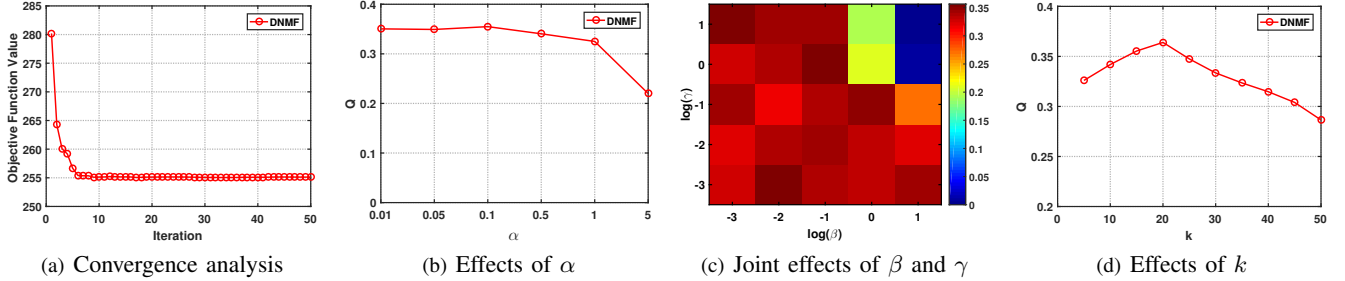 Objective Function Value
285
280
275
270
265
260
255
250
0 10 20 30 40 50
Iteration
DNMF
(a) Convergence analysis
Q
0.4
0.3
0.2
0.1
0
0.01 0.05 0.1 0.5 1 5
α
DNMF
(b) Effects of α
log(γ)
1
0
-1
-2
-3
-3 -2 -1 0 1
log(β)
0.35
0.3
0.25
0.2
0.15
0.1
0.05
0
(c) Joint effects of β and γ
Q
0.4
0.35
0.3
0.25
0.2
0 10 20 30 40 50
k
DNMF
(d) Effects of k